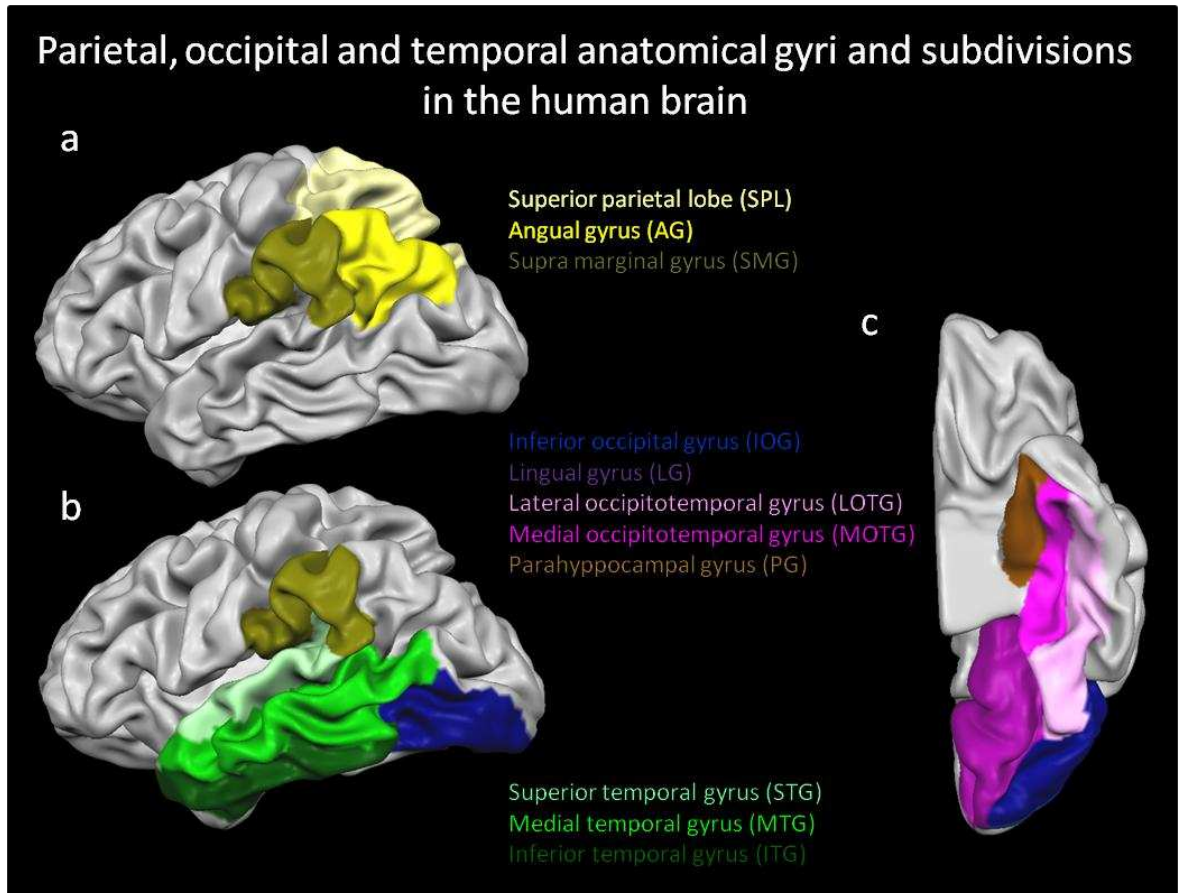 Parietal, occipital and temporal anatomical gyri and subdivisions
in the human brain
a
Superior parietal lobe (SPL)
Angual gyrus (AG)
Supra marginal gyrus (SMG)
c
Inferior occipital gyrus (IOG)
Lingual gyrus (LG)
Lateral occipitotemporal gyrus (LOTG)
Medial occipitotemporal gyrus (MOTG)
Parahyppocampal gyrus (PG)
b
Superior temporal gyrus (STG)
Medial temporal gyrus (MTG)
Inferior temporal gyrus (ITG)